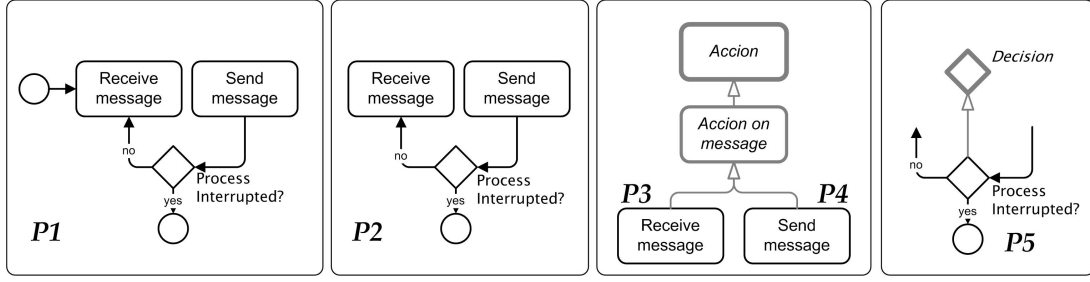 Receive
message
Send
message
no
Process
Interrupted?
yes
P1
Receive
message
Send
message
no
Process
Interrupted?
yes
P2
Accion
Accion on
message
P3
P4
Receive
message
Send
message
Decision
no
Process
Interrupted?
yes
P5